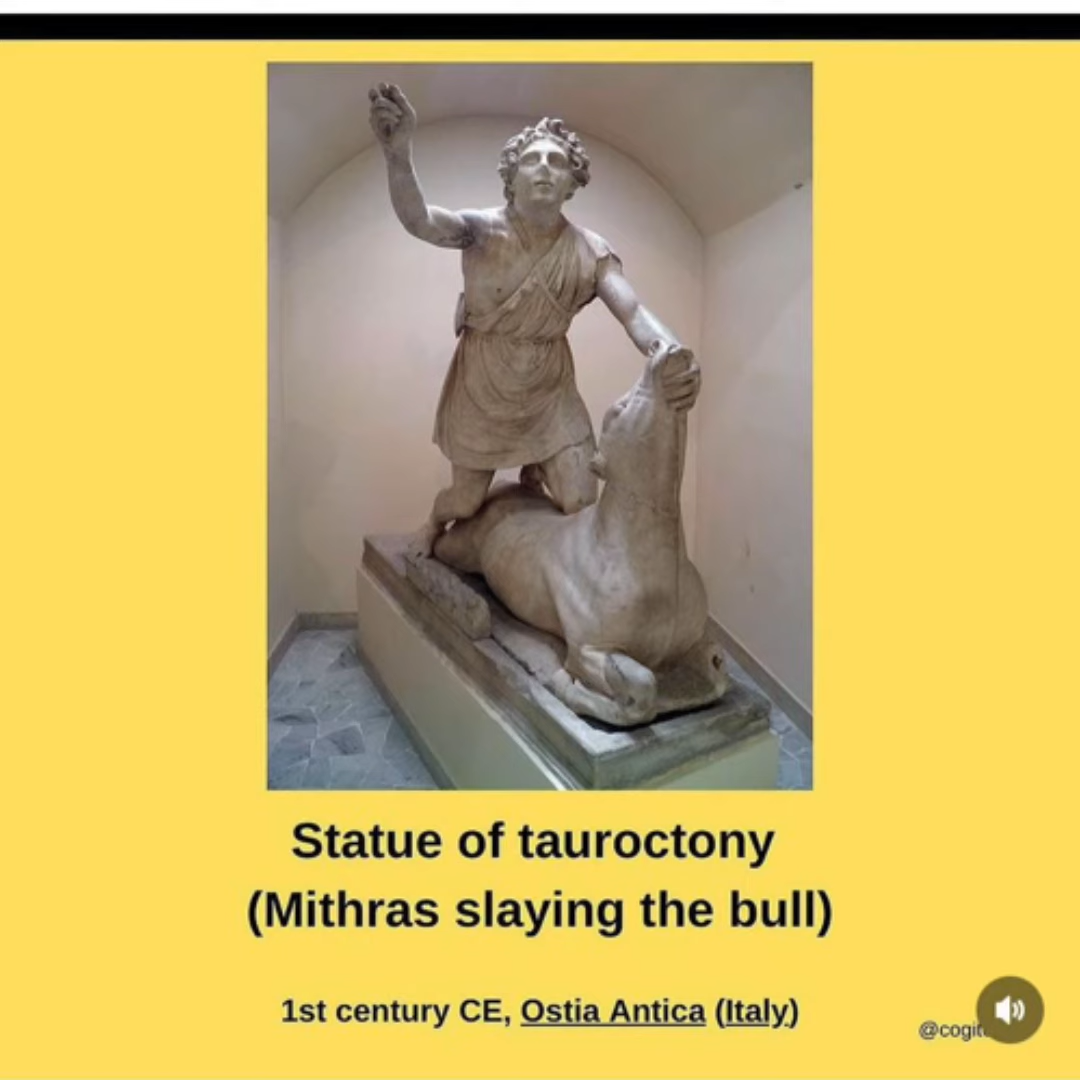 Statue of tauroctony
(Mithras slaying the bull)
1st century CE, Ostia Antica (Italy)